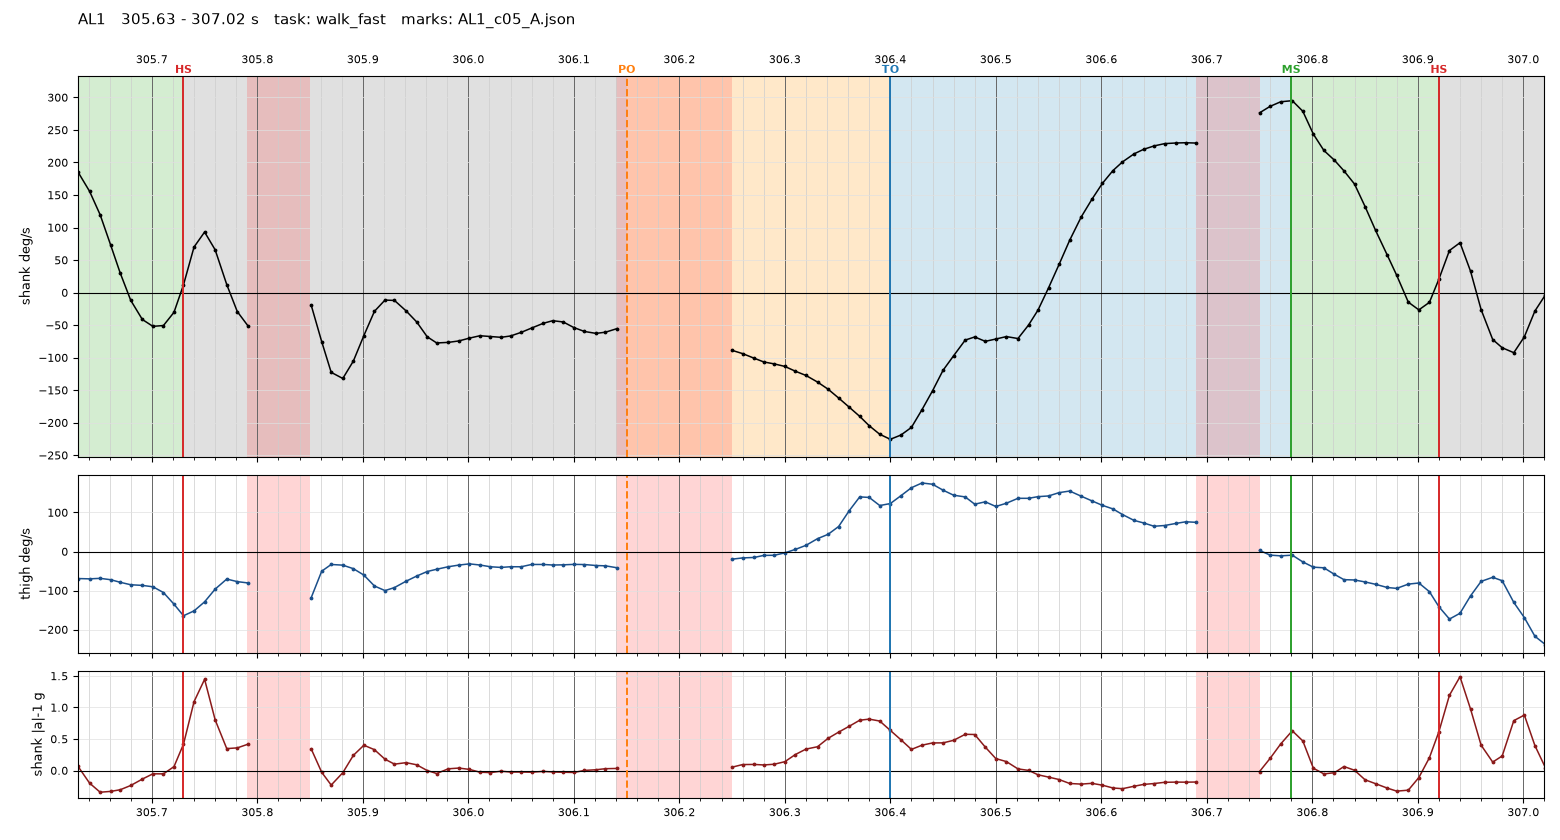 AL1   305.63 - 307.02 s   task: walk_fast   marks: AL1_c05_A.json
305.7 305.8 305.9 306.0 306.1 306.2 306.3 306.4 306.5 306.6 306.7 306.8 306.9 307.0
HS PO TO MS HS
shank deg/s
300
250
200
150
100
50
0
−50
−100
−150
−200
−250
thigh deg/s
100
0
−100
−200
shank |a|-1 g
1.5
1.0
0.5
0.0
305.7 305.8 305.9 306.0 306.1 306.2 306.3 306.4 306.5 306.6 306.7 306.8 306.9 307.0